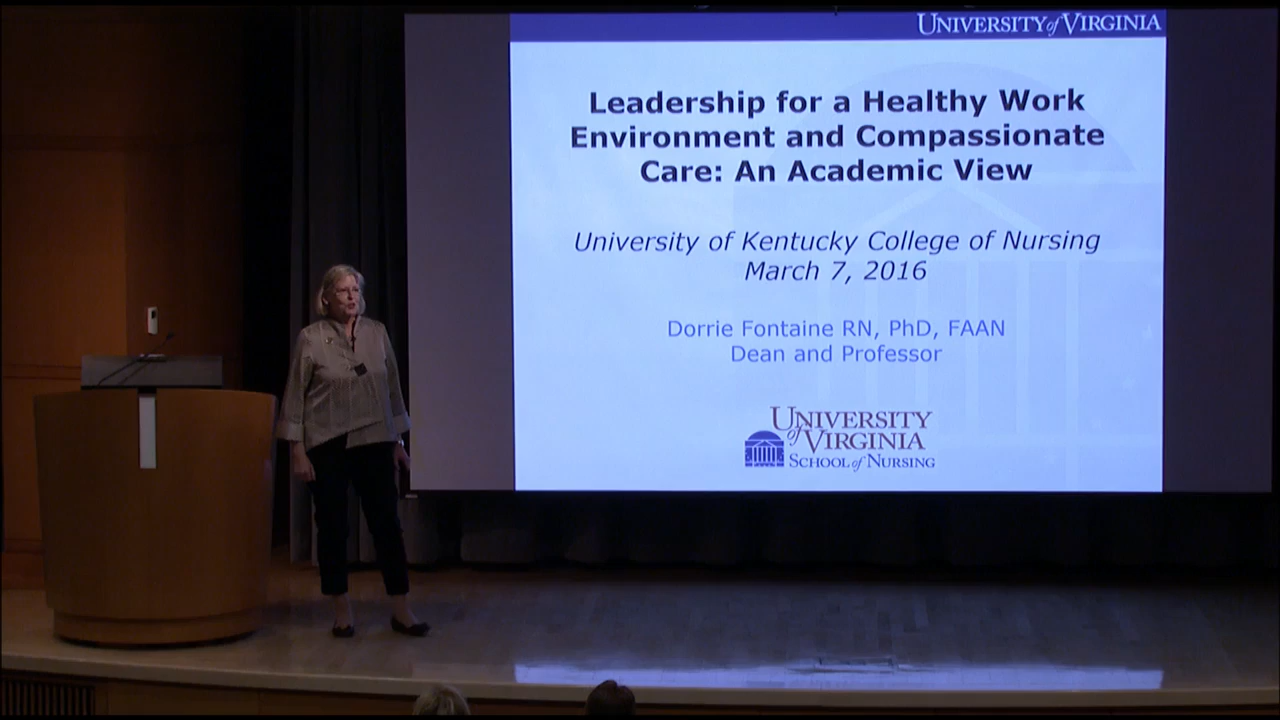 UNIVERSITY of VIRGINIA
Leadership for a Healthy Work
Environment and Compassionate
Care: An Academic View
University of Kentucky College of Nursing
March 7, 2016
Dorrie Fontaine RN, PhD, FAAN
Dean and Professor
UNIVERSITY
of VIRGINIA
SCHOOL of NURSING